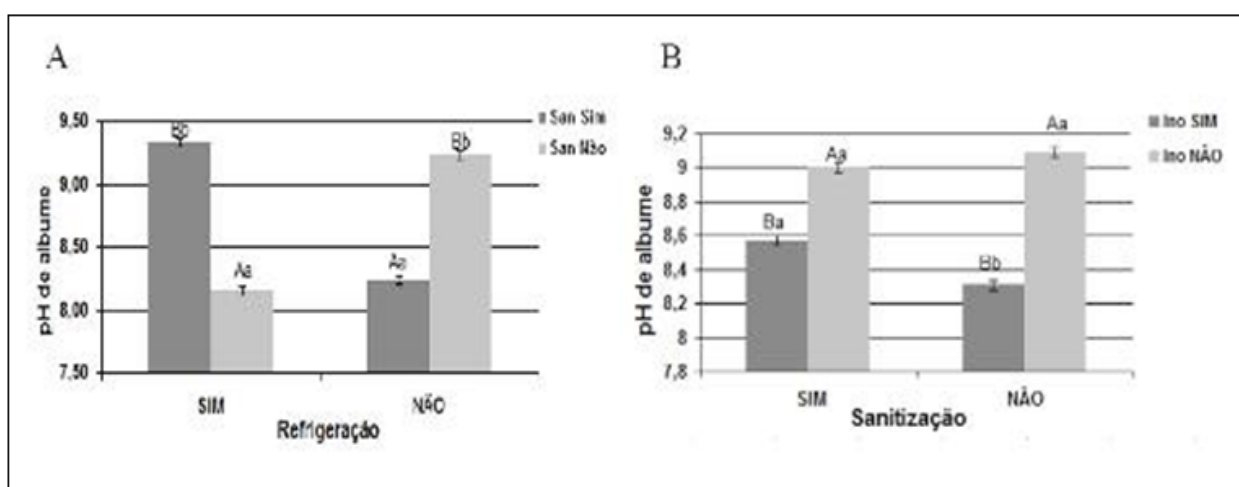 A
pH de albume
9,50
9,00
8,50
8,00
7,50
Bb
Aa
Aa
Bb
San Sim
San Não
SIM
NÃO
Refrigeração
B
pH de albume
9,2
9
8,8
8,6
8,4
8,2
8
7,8
Ba
Aa
Bb
Aa
Ino SIM
Ino NÃO
SIM
NÃO
Sanitização